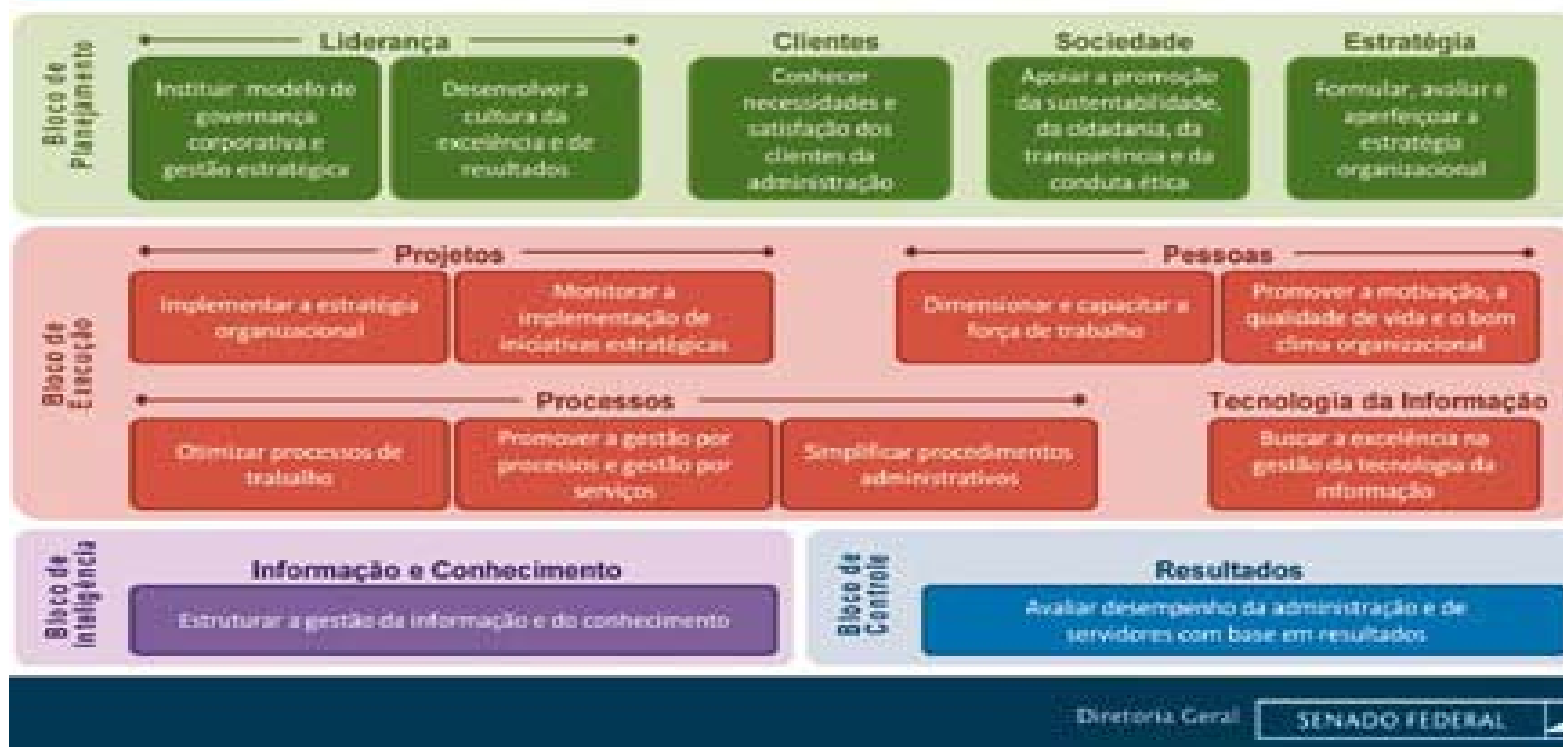 Bloco de
Planejamento
Liderança
Instituir modelo de
governança
corporativa e
gestão estratégica
Desenvolver a
cultura da
excelência e de
resultados
Clientes
Conhecer
necessidades e
satisfação dos
clientes da
administração
Sociedade
Apoiar a promoção
da sustentabilidade,
da cidadania, da
transparência e da
conduta ética
Estratégia
Formular, avaliar e
aperfeiçoar a
estratégia
organizacional
Bloco de
Execução
Projetos
Implementar a estratégia
organizacional
Monitorar a
implementação de
iniciativas estratégicas
Pessoas
Dimensionar e capacitar a
força de trabalho
Promover a motivação, a
qualidade de vida e o bom
clima organizacional
Processos
Otimizar processos de
trabalho
Promover a gestão por
processos e gestão por
serviços
Simplificar procedimentos
administrativos
Tecnologia da Informação
Buscar a excelência na
gestão da tecnologia da
informação
Bloco de
Inteligência
Informação e Conhecimento
Estruturar a gestão da informação e do conhecimento
Bloco de
Controle
Resultados
Avaliar desempenho da administração e de
servidores com base em resultados
Diretoria Geral
SENADO FEDERAL